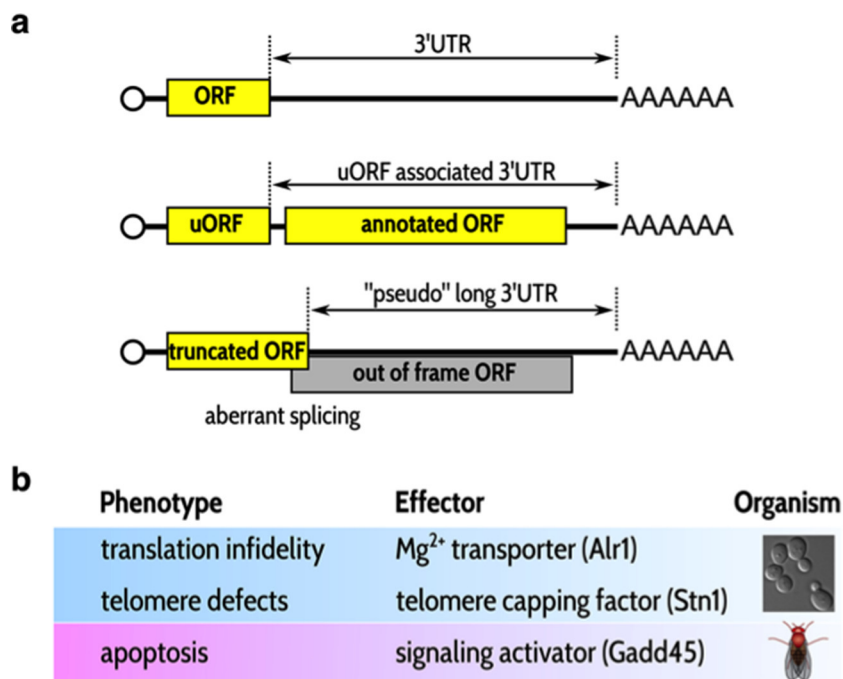 a
3'UTR
ORF
AAAAAA
uORF associated 3'UTR
uORF
annotated ORF
AAAAAA
"pseudo" long 3'UTR
truncated ORF
AAAAAA
out of frame ORF
aberrant splicing
b
Phenotype Effector Organism
translation infidelity Mg²⁺ transporter (Alr1)
telomere defects telomere capping factor (Stn1)
apoptosis signaling activator (Gadd45)